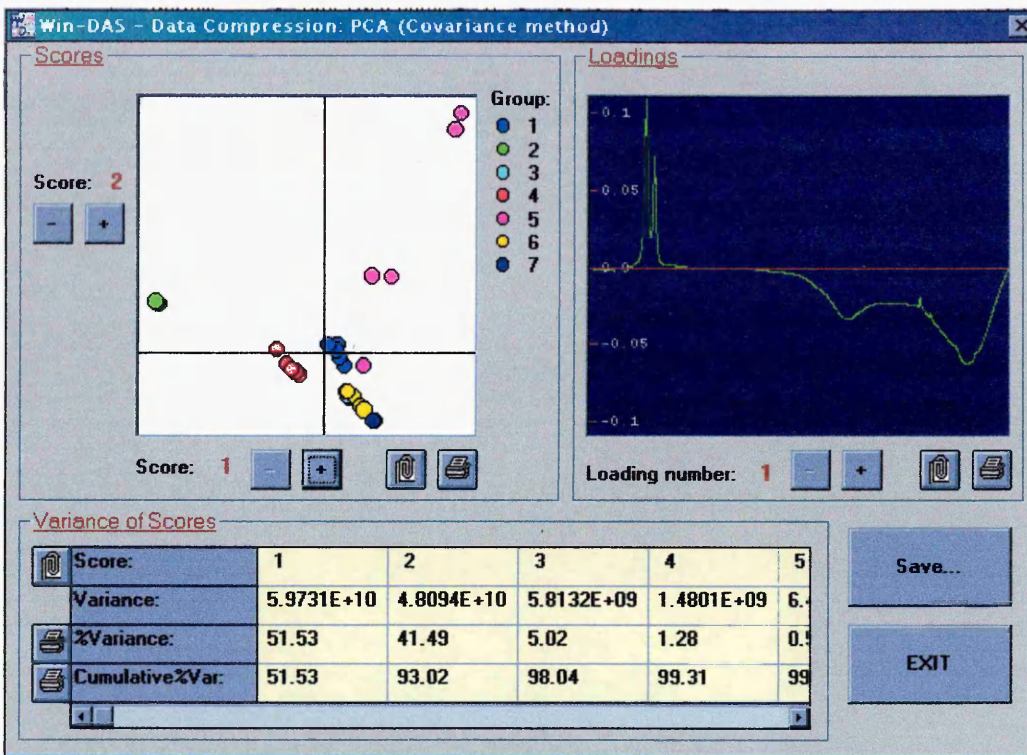 Win-DAS - Data Compression: PCA (Covariance method)
Scores
Score: 2
- +
Group:
1
2
3
4
5
6
7
Score: 1 - +
Loadings
0.1
0.05
0.0
-0.05
-0.1
Loading number: 1 - +
Variance of Scores
Score: 1 2 3 4 5
Variance: 5.9731E+10 4.8094E+10 5.8132E+09 1.4801E+09 6.
%Variance: 51.53 41.49 5.02 1.28 0.
Cumulative%Var: 51.53 93.02 98.04 99.31 99
Save...
EXIT